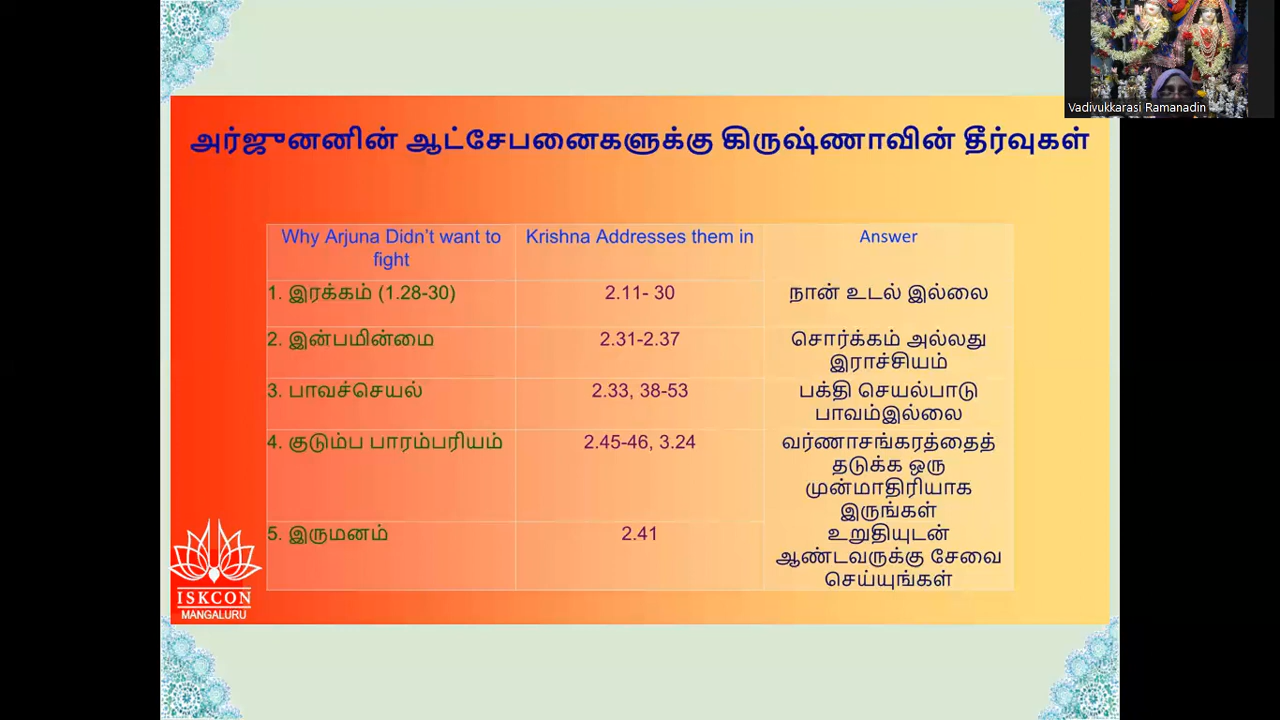 Vadivukkarasi Ramanadin
அர்ஜுனனின் ஆட்சேபனைகளுக்கு கிருஷ்ணாவின் தீர்வுகள்
Why Arjuna Didn't want to
fight
Krishna Addresses them in
Answer
1. இரக்கம் (1.28-30)
2.11- 30
நான் உடல் இல்லை
2. இன்பமின்மை
2.31-2.37
சொர்க்கம் அல்லது
இராச்சியம்
3. பாவச்செயல்
2.33, 38-53
பக்தி செயல்பாடு
பாவம்இல்லை
4. குடும்ப பாரம்பரியம்
2.45-46, 3.24
வர்ணாசங்கரத்தைத்
தடுக்க ஒரு
முன்மாதிரியாக
இருங்கள்
5. இருமனம்
2.41
உறுதியுடன்
ஆண்டவருக்கு சேவை
செய்யுங்கள்
ISKCON
MANGALURU